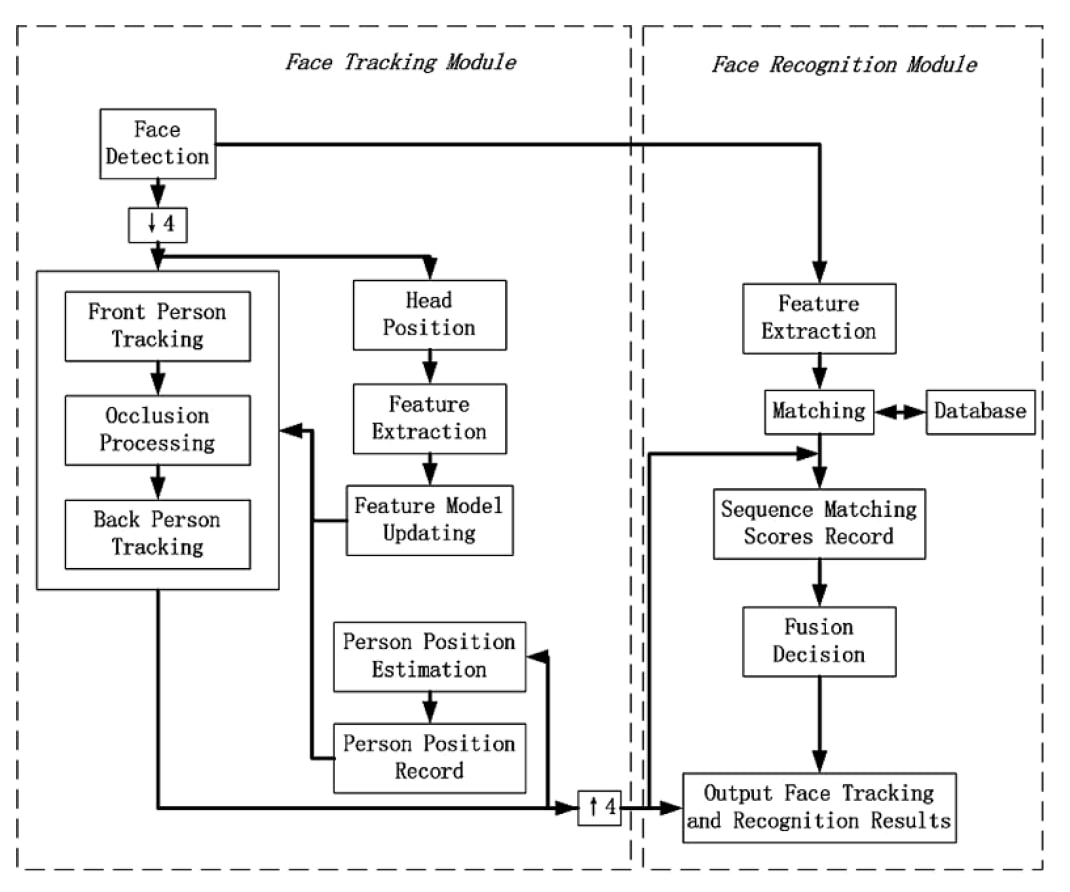 Face Tracking Module
Face Recognition Module
Face
Detection
↓4
Front Person
Tracking
Occlusion
Processing
Back Person
Tracking
Head
Position
Feature
Extraction
Feature Model
Updating
Person Position
Estimation
Person Position
Record
↑4
Feature
Extraction
Matching
Database
Sequence Matching
Scores Record
Fusion
Decision
Output Face Tracking
and Recognition Results